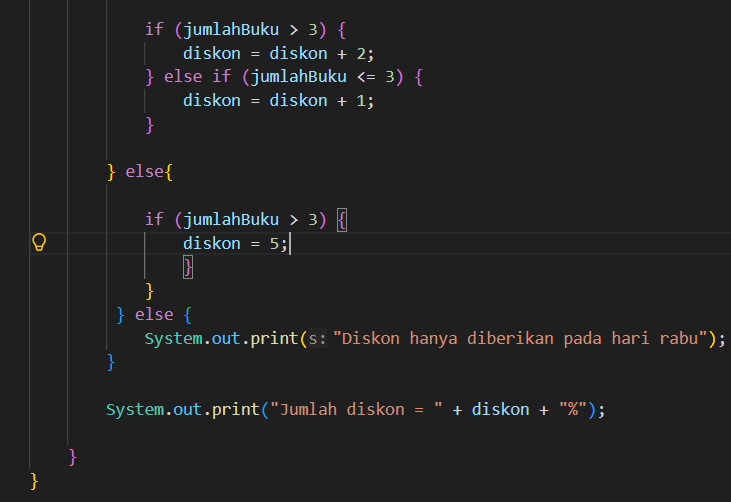 if (jumlahBuku > 3) {
diskon = diskon + 2;
} else if (jumlahBuku <= 3) {
diskon = diskon + 1;
}
} else{
if (jumlahBuku > 3) {
diskon = 5;
}
}
} else {
System.out.print(s: "Diskon hanya diberikan pada hari rabu");
}
System.out.print("Jumlah diskon = " + diskon + "%");
}
}